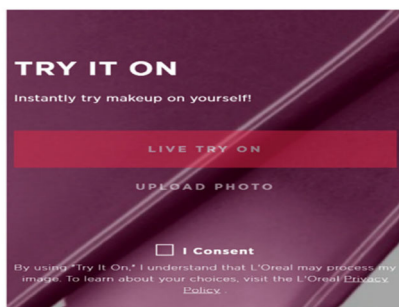 TRY IT ON
Instantly try makeup on yourself!
LIVE TRY ON
UPLOAD PHOTO
I Consent
By using "Try It On," I understand that L'Oreal may process my
image. To learn about your choices, visit the L'Oreal Privacy
Policy .